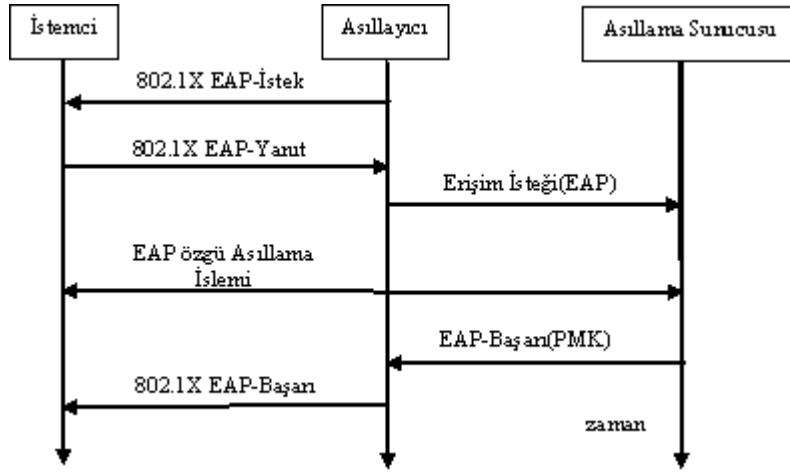 İstemci
Asıllayıcı
Asıllama Sunucusu
802.1X EAP-İstek
802.1X EAP-Yanıt
Erişim İsteği(EAP)
EAP özgü Asıllama
İslemi
EAP-Başarı(PMK)
802.1X EAP-Başarı
zaman